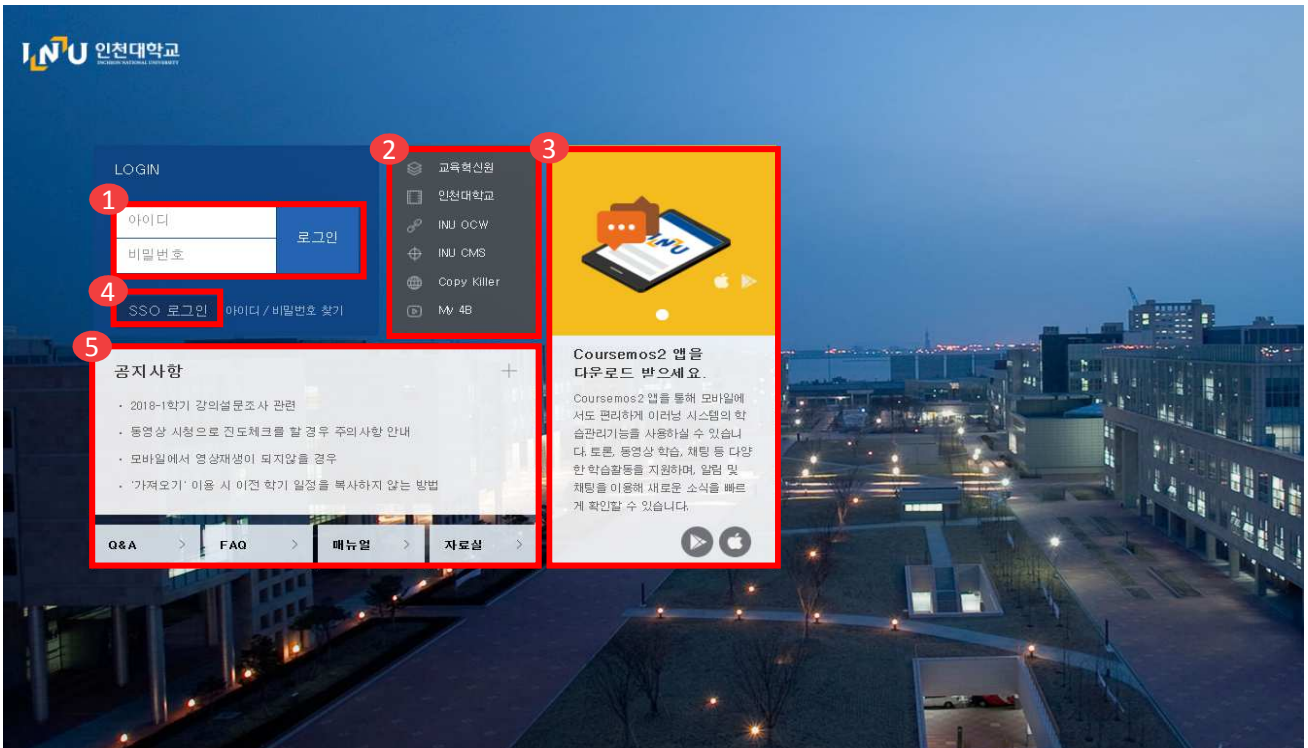 INU 인천대학교
INCHEON NATIONAL UNIVERSITY
LOGIN
1
아이디
비밀번호
로그인
4
SSO 로그인
아이디 / 비밀번호 찾기
2
교육혁신원
인천대학교
INU OCW
INU CMS
Copy Killer
My 4B
3
INU
Coursemos2 앱을
다운로드 받으세요.
Coursemos2 앱을 통해 모바일에
서도 편리하게 이러닝 시스템의 학
습관리기능을 사용하실 수 있습니
다. 토론, 동영상 학습, 채팅 등 다양
한 학습활동을 지원하며, 알림 및
채팅을 이용해 새로운 소식을 빠르
게 확인할 수 있습니다.
5
공지사항
· 2018-1학기 강의설문조사 관련
· 동영상 시청으로 진도체크를 할 경우 주의사항 안내
· 모바일에서 영상재생이 되지않을 경우
· '가져오기' 이용 시 이전 학기 일정을 복사하지 않는 방법
Q&A >
FAQ >
매뉴얼 >
자료실 >